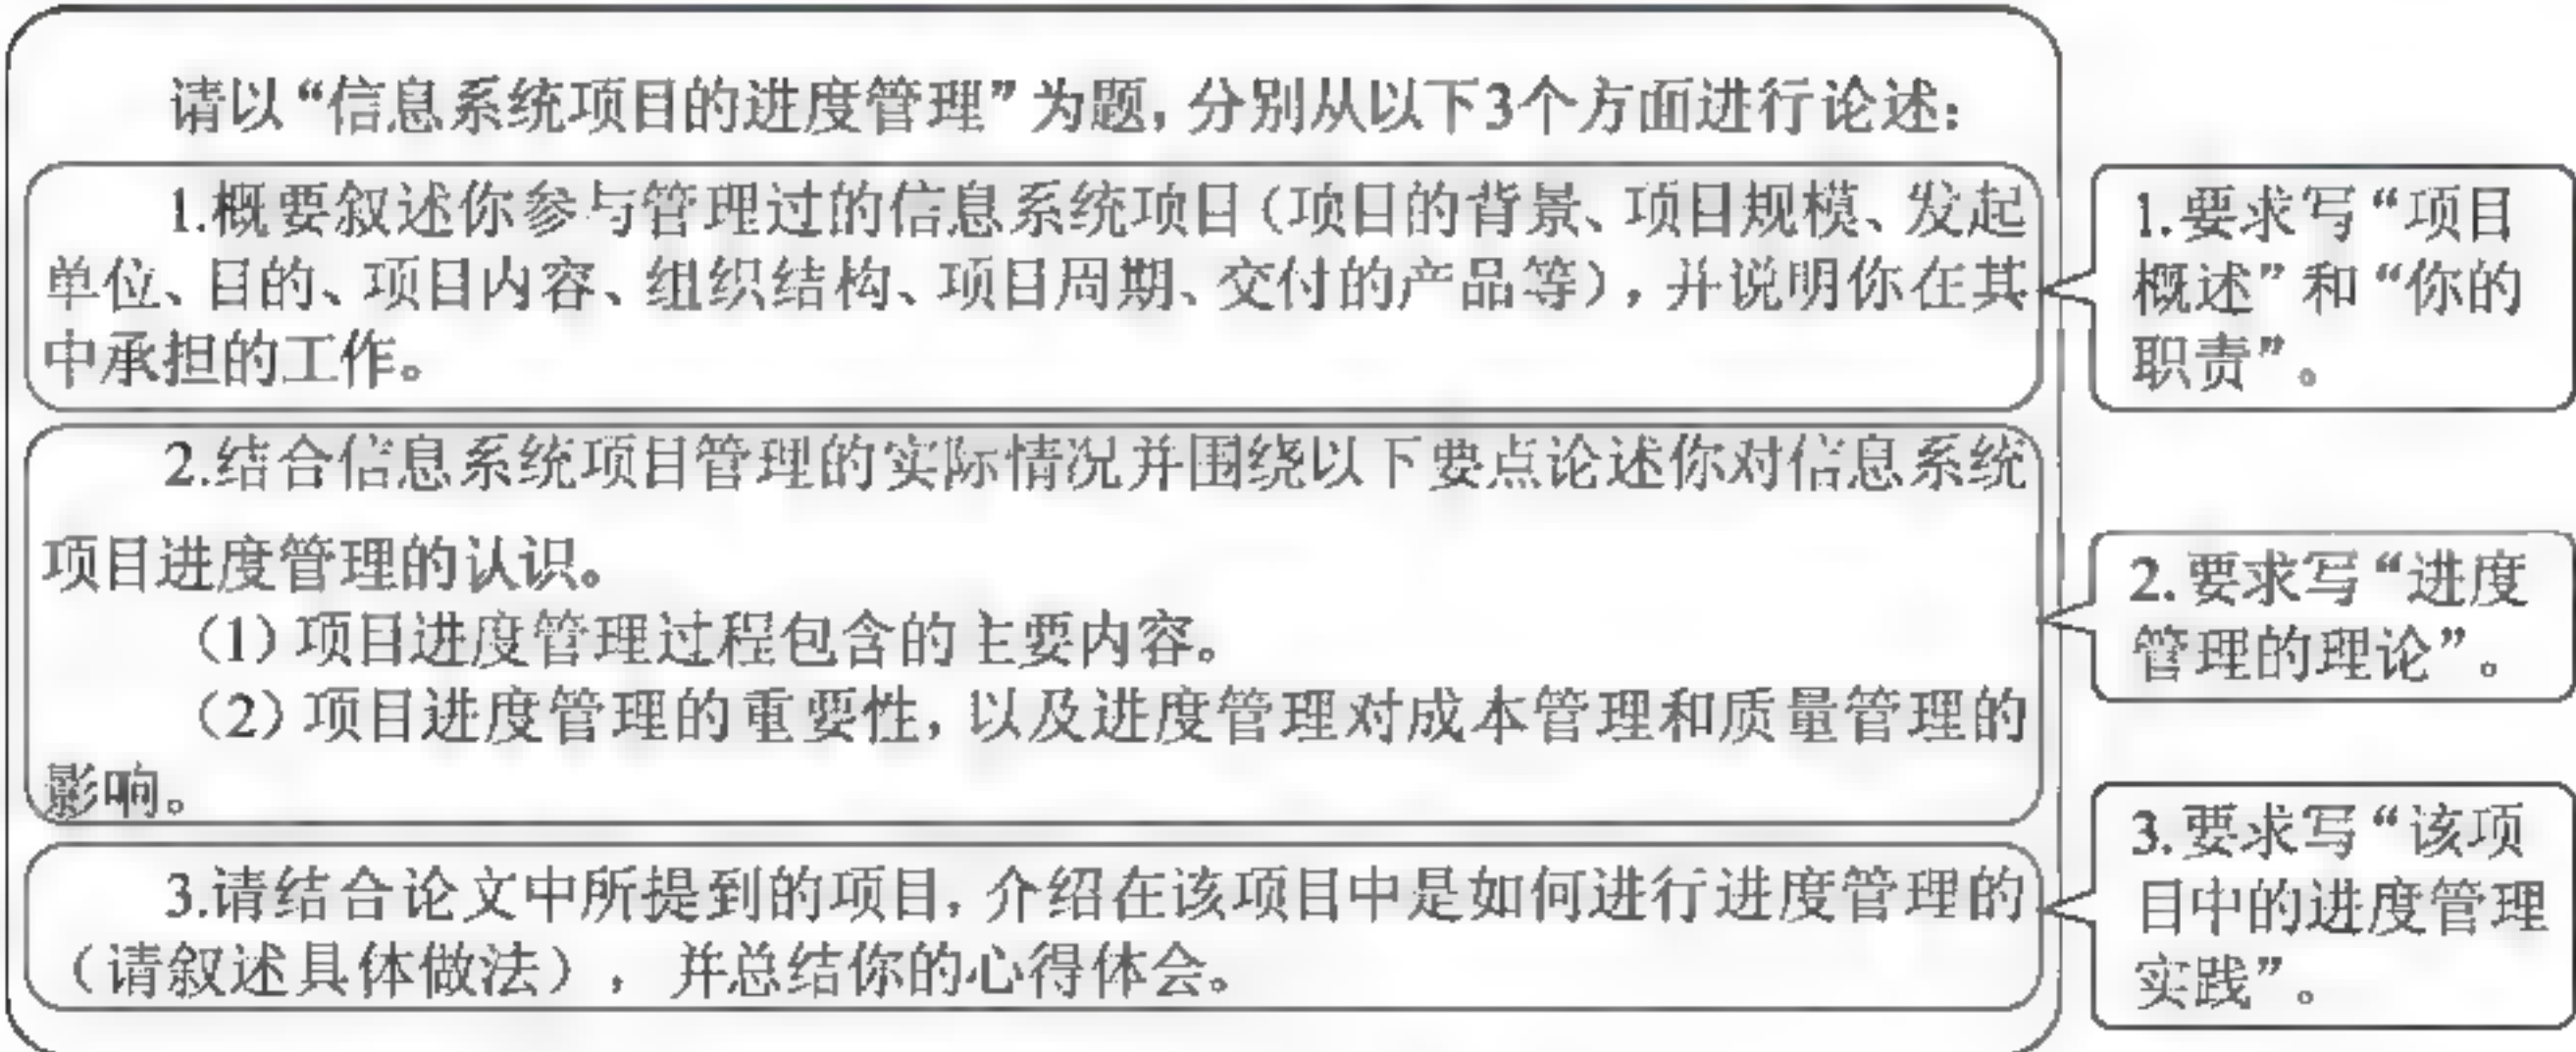 请以“信息系统项目的进度管理”为题，分别从以下3个方面进行论述：
1.概要叙述你参与管理过的信息系统项目（项目的背景、项目规模、发起
单位、目的、项目内容、组织结构、项目周期、交付的产品等），并说明你在其
中承担的工作。
1.要求写“项目
概述”和“你的
职责”。
2.结合信息系统项目管理的实际情况并围绕以下要点论述你对信息系统
项目进度管理的认识。
（1）项目进度管理过程包含的主要内容。
（2）项目进度管理的重要性，以及进度管理对成本管理和质量管理的
影响。
2.要求写“进度
管理的理论”。
3.请结合论文中所提到的项目，介绍在该项目中是如何进行进度管理的
（请叙述具体做法），并总结你的心得体会。
3.要求写“该项
目中的进度管理
实践”。